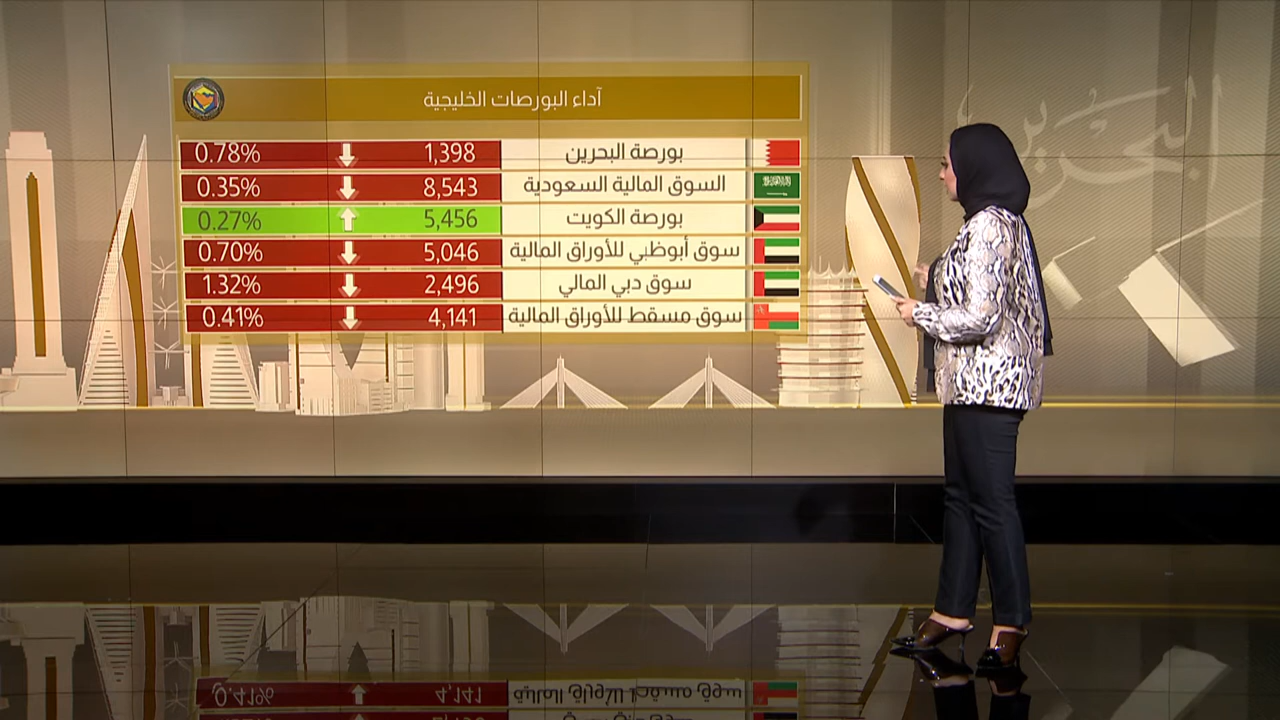 آداء البورصات الخليجية
بورصة البحرين 1,398 0.78%
السوق المالية السعودية 8,543 0.35%
بورصة الكويت 5,456 0.27%
سوق أبوظبي للأوراق المالية 5,046 0.70%
سوق دبي المالي 2,496 1.32%
سوق مسقط للأوراق المالية 4,141 0.41%
البحرين